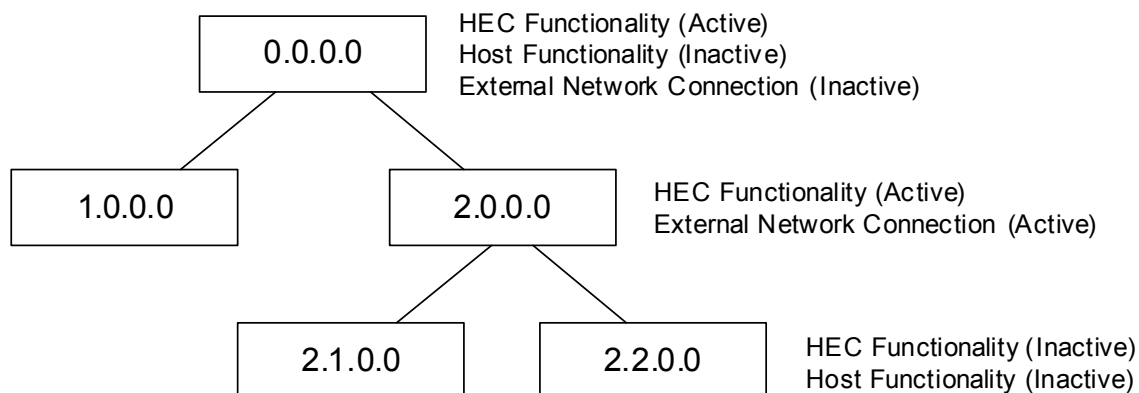 0.0.0.0
HEC Functionality (Active)
Host Functionality (Inactive)
External Network Connection (Inactive)
1.0.0.0
2.0.0.0
HEC Functionality (Active)
External Network Connection (Active)
2.1.0.0
2.2.0.0
HEC Functionality (Inactive)
Host Functionality (Inactive)